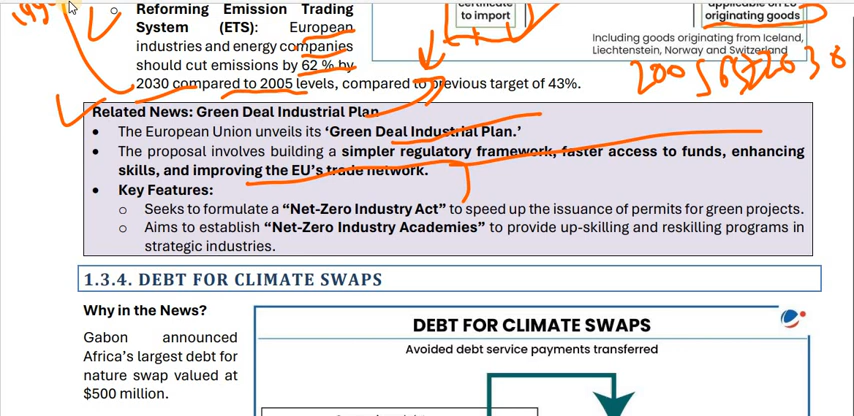 certificate
to import
applicable on EU
originating goods
Including goods originating from Iceland,
Liechtenstein, Norway and Switzerland
o Reforming Emission Trading
System (ETS): European
industries and energy companies
should cut emissions by 62 % by
2030 compared to 2005 levels, compared to previous target of 43%.
Related News: Green Deal Industrial Plan
• The European Union unveils its ‘Green Deal Industrial Plan.’
• The proposal involves building a simpler regulatory framework, faster access to funds, enhancing
skills, and improving the EU’s trade network.
• Key Features:
o Seeks to formulate a “Net-Zero Industry Act” to speed up the issuance of permits for green projects.
o Aims to establish “Net-Zero Industry Academies” to provide up-skilling and reskilling programs in
strategic industries.
1.3.4. DEBT FOR CLIMATE SWAPS
Why in the News?
Gabon announced
Africa’s largest debt for
nature swap valued at
$500 million.
DEBT FOR CLIMATE SWAPS
Avoided debt service payments transferred